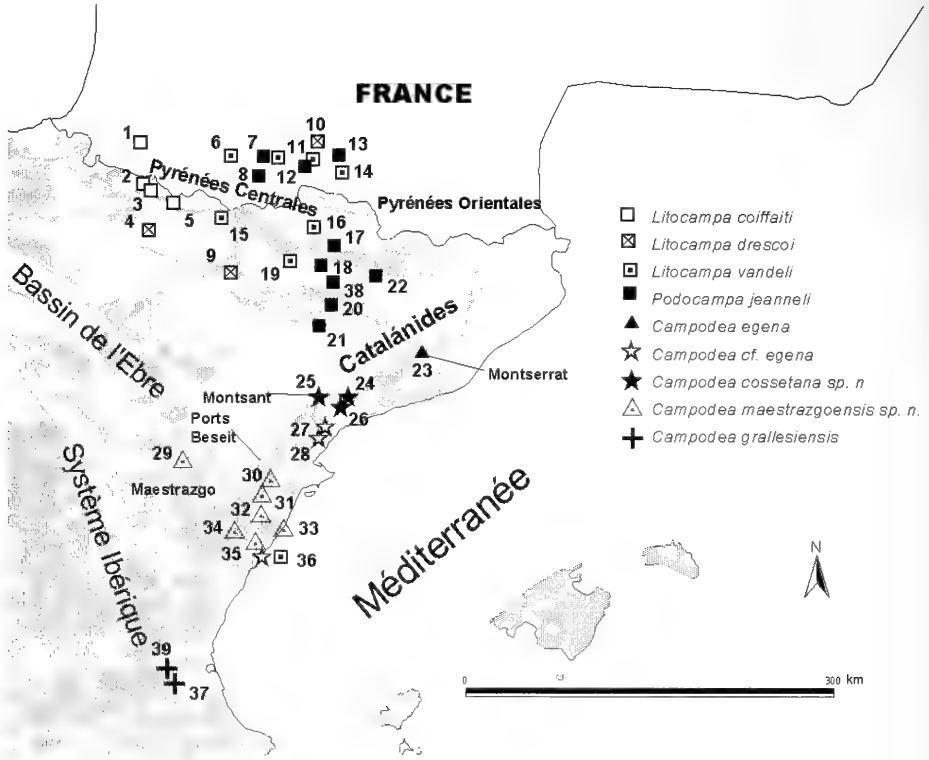 FRANCE
10
1
6
7
11
13
8
12
14
Pyrénées Centrales
2
3
Pyrénées Orientales
4
5
15
16
17
9
19
18
22
38
20
21
Bassin de l'Ebre
Catalánides
23
Montserrat
25
24
Montsant
26
Ports
Beseit
27
28
29
30
Maestrazgo
31
32
34
33
35
36
Système Ibérique
Méditerranée
39
37
Litocampa coiffaiti
Litocampa drescoi
Litocampa vandeli
Podocampa jeanneli
Campodea egena
Campodea cf. egena
Campodea cossetana sp. n
Campodea maestrazgoensis sp. n.
Campodea grallesiensis
N
0 300 km